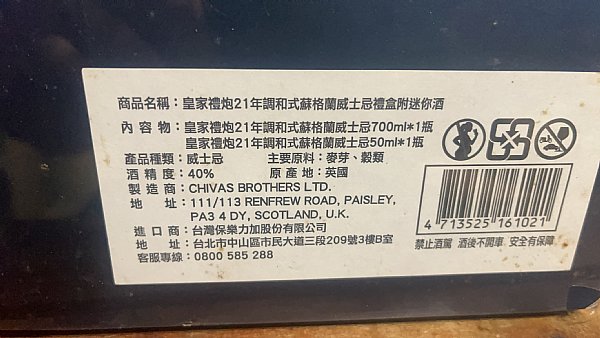 商品名稱：皇家禮炮21年調和式蘇格蘭威士忌禮盒附迷你酒
內容物：皇家禮炮21年調和式蘇格蘭威士忌700ml*1瓶
皇家禮炮21年調和式蘇格蘭威士忌50ml*1瓶
產品種類：威士忌 主要原料：麥芽、穀類
酒精度：40% 原產地：英國
製造商：CHIVAS BROTHERS LTD.
地址：111/113 RENFREW ROAD, PAISLEY,
PA3 4 DY, SCOTLAND, U.K.
進口商：台灣保樂力加股份有限公司
地址：台北市中山區市民大道三段209號3樓B室
客服專線：0800 585 288
4 713525 161021
禁止酒駕 酒後不開車 安全有保障